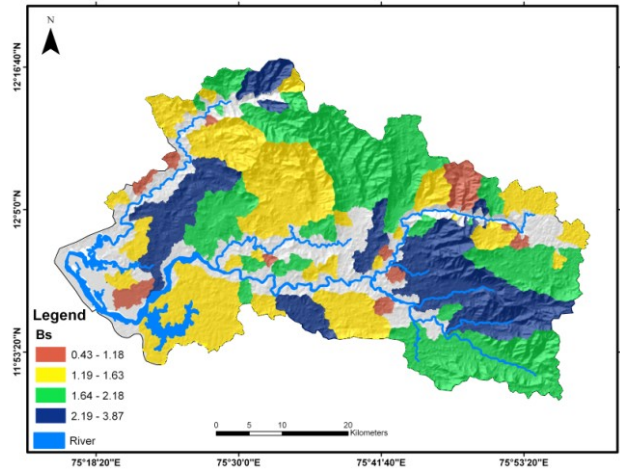 N
12°16'40"N
12°5'0"N
11°53'20"N
Legend
Bs
0.43 - 1.18
1.19 - 1.63
1.64 - 2.18
2.19 - 3.87
River
0 5 10 20
Kilometers
75°18'20"E 75°30'0"E 75°41'40"E 75°53'20"E